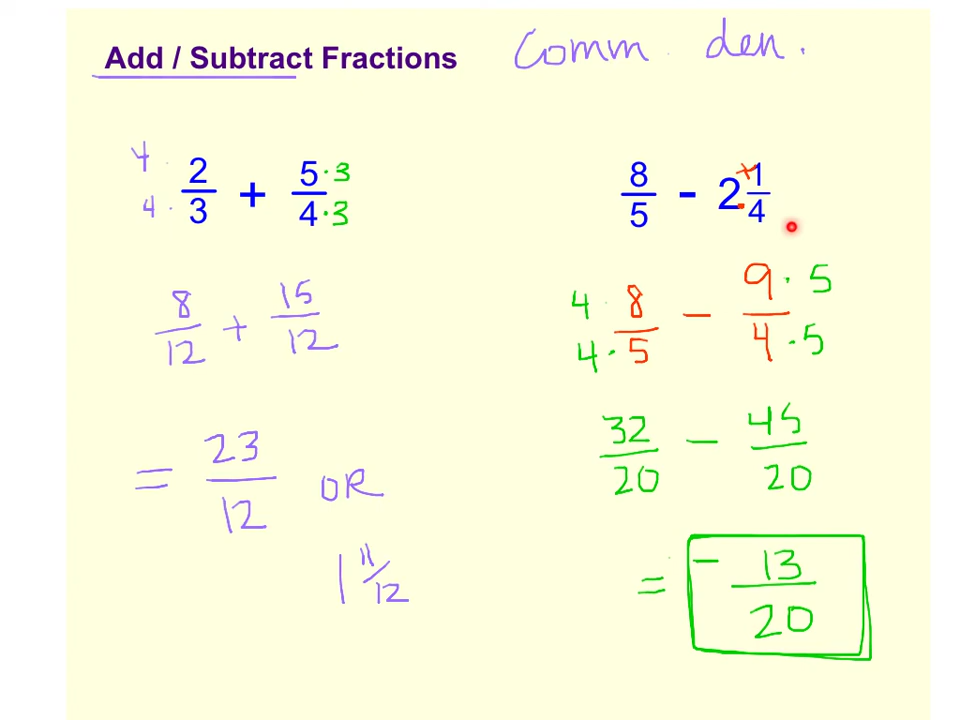 Add / Subtract Fractions Comm. den.
4 · 2/3 + 5/4 · 3
4 · 3
8/12 + 15/12
= 23/12 OR
1 11/12
8/5 - 2 + 1/4
4 · 8/5 - 9/4 · 5
4 · · 5
32/20 - 45/20
= - 13/20